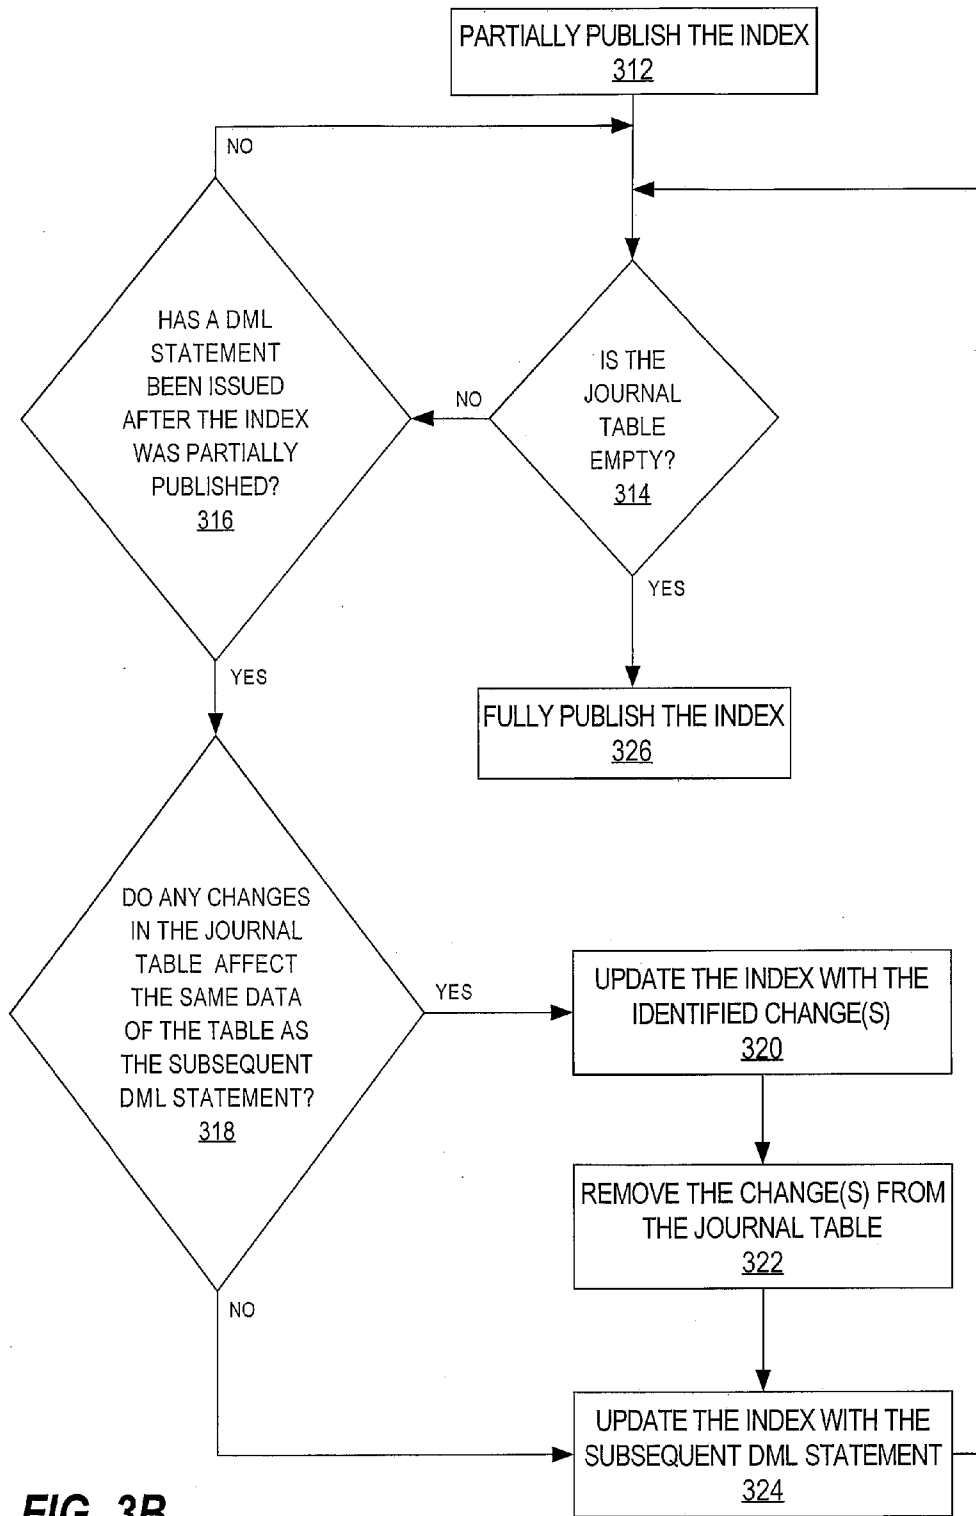 PARTIALLY PUBLISH THE INDEX
312
NO
HAS A DML
STATEMENT
BEEN ISSUED
AFTER THE INDEX
WAS PARTIALLY
PUBLISHED?
316
NO
IS THE
JOURNAL
TABLE
EMPTY?
314
YES
YES
FULLY PUBLISH THE INDEX
326
DO ANY CHANGES
IN THE JOURNAL
TABLE AFFECT
THE SAME DATA
OF THE TABLE AS
THE SUBSEQUENT
DML STATEMENT?
318
YES
UPDATE THE INDEX WITH THE
IDENTIFIED CHANGE(S)
320
REMOVE THE CHANGE(S) FROM
THE JOURNAL TABLE
322
NO
UPDATE THE INDEX WITH THE
SUBSEQUENT DML STATEMENT
324
FIG. 3B